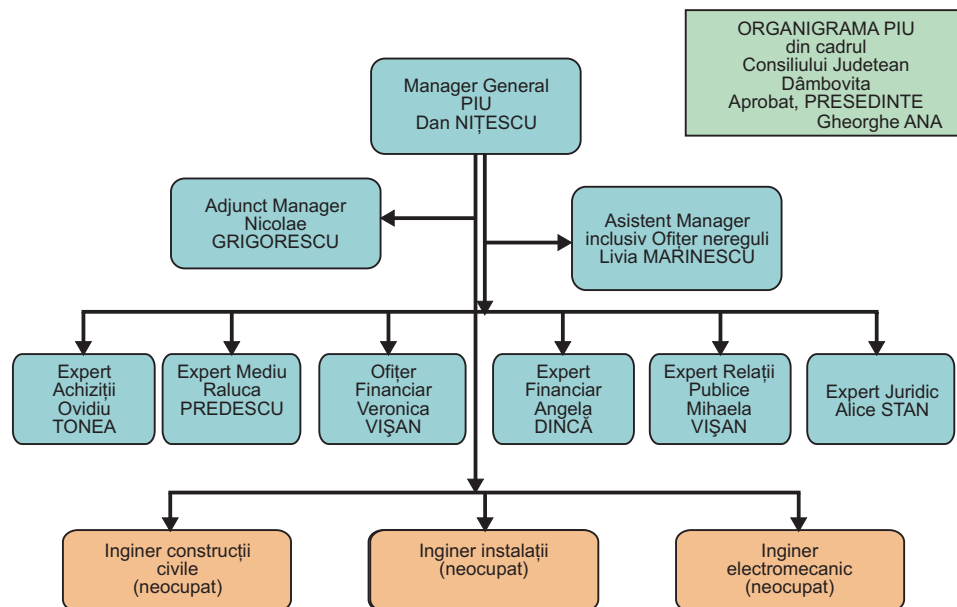 ORGANIGRAMA PIU
din cadrul
Consiliului Judetean
Dâmbovita
Aprobat, PRESEDINTE
Gheorghe ANA
Manager General
PIU
Dan NIȚESCU
Adjunct Manager
Nicolae
GRIGORESCU
Asistent Manager
inclusiv Ofițer nereguli
Livia MARINESCU
Expert
Achiziții
Ovidiu
TONEA
Expert Mediu
Raluca
PREDESCU
Ofițer
Financiar
Veronica
VIŞAN
Expert
Financiar
Angela
DINCĂ
Expert Relații
Publice
Mihaela
VIŞAN
Expert Juridic
Alice STAN
Inginer construcții
civile
(neocupat)
Inginer instalații
(neocupat)
Inginer
electromecanic
(neocupat)